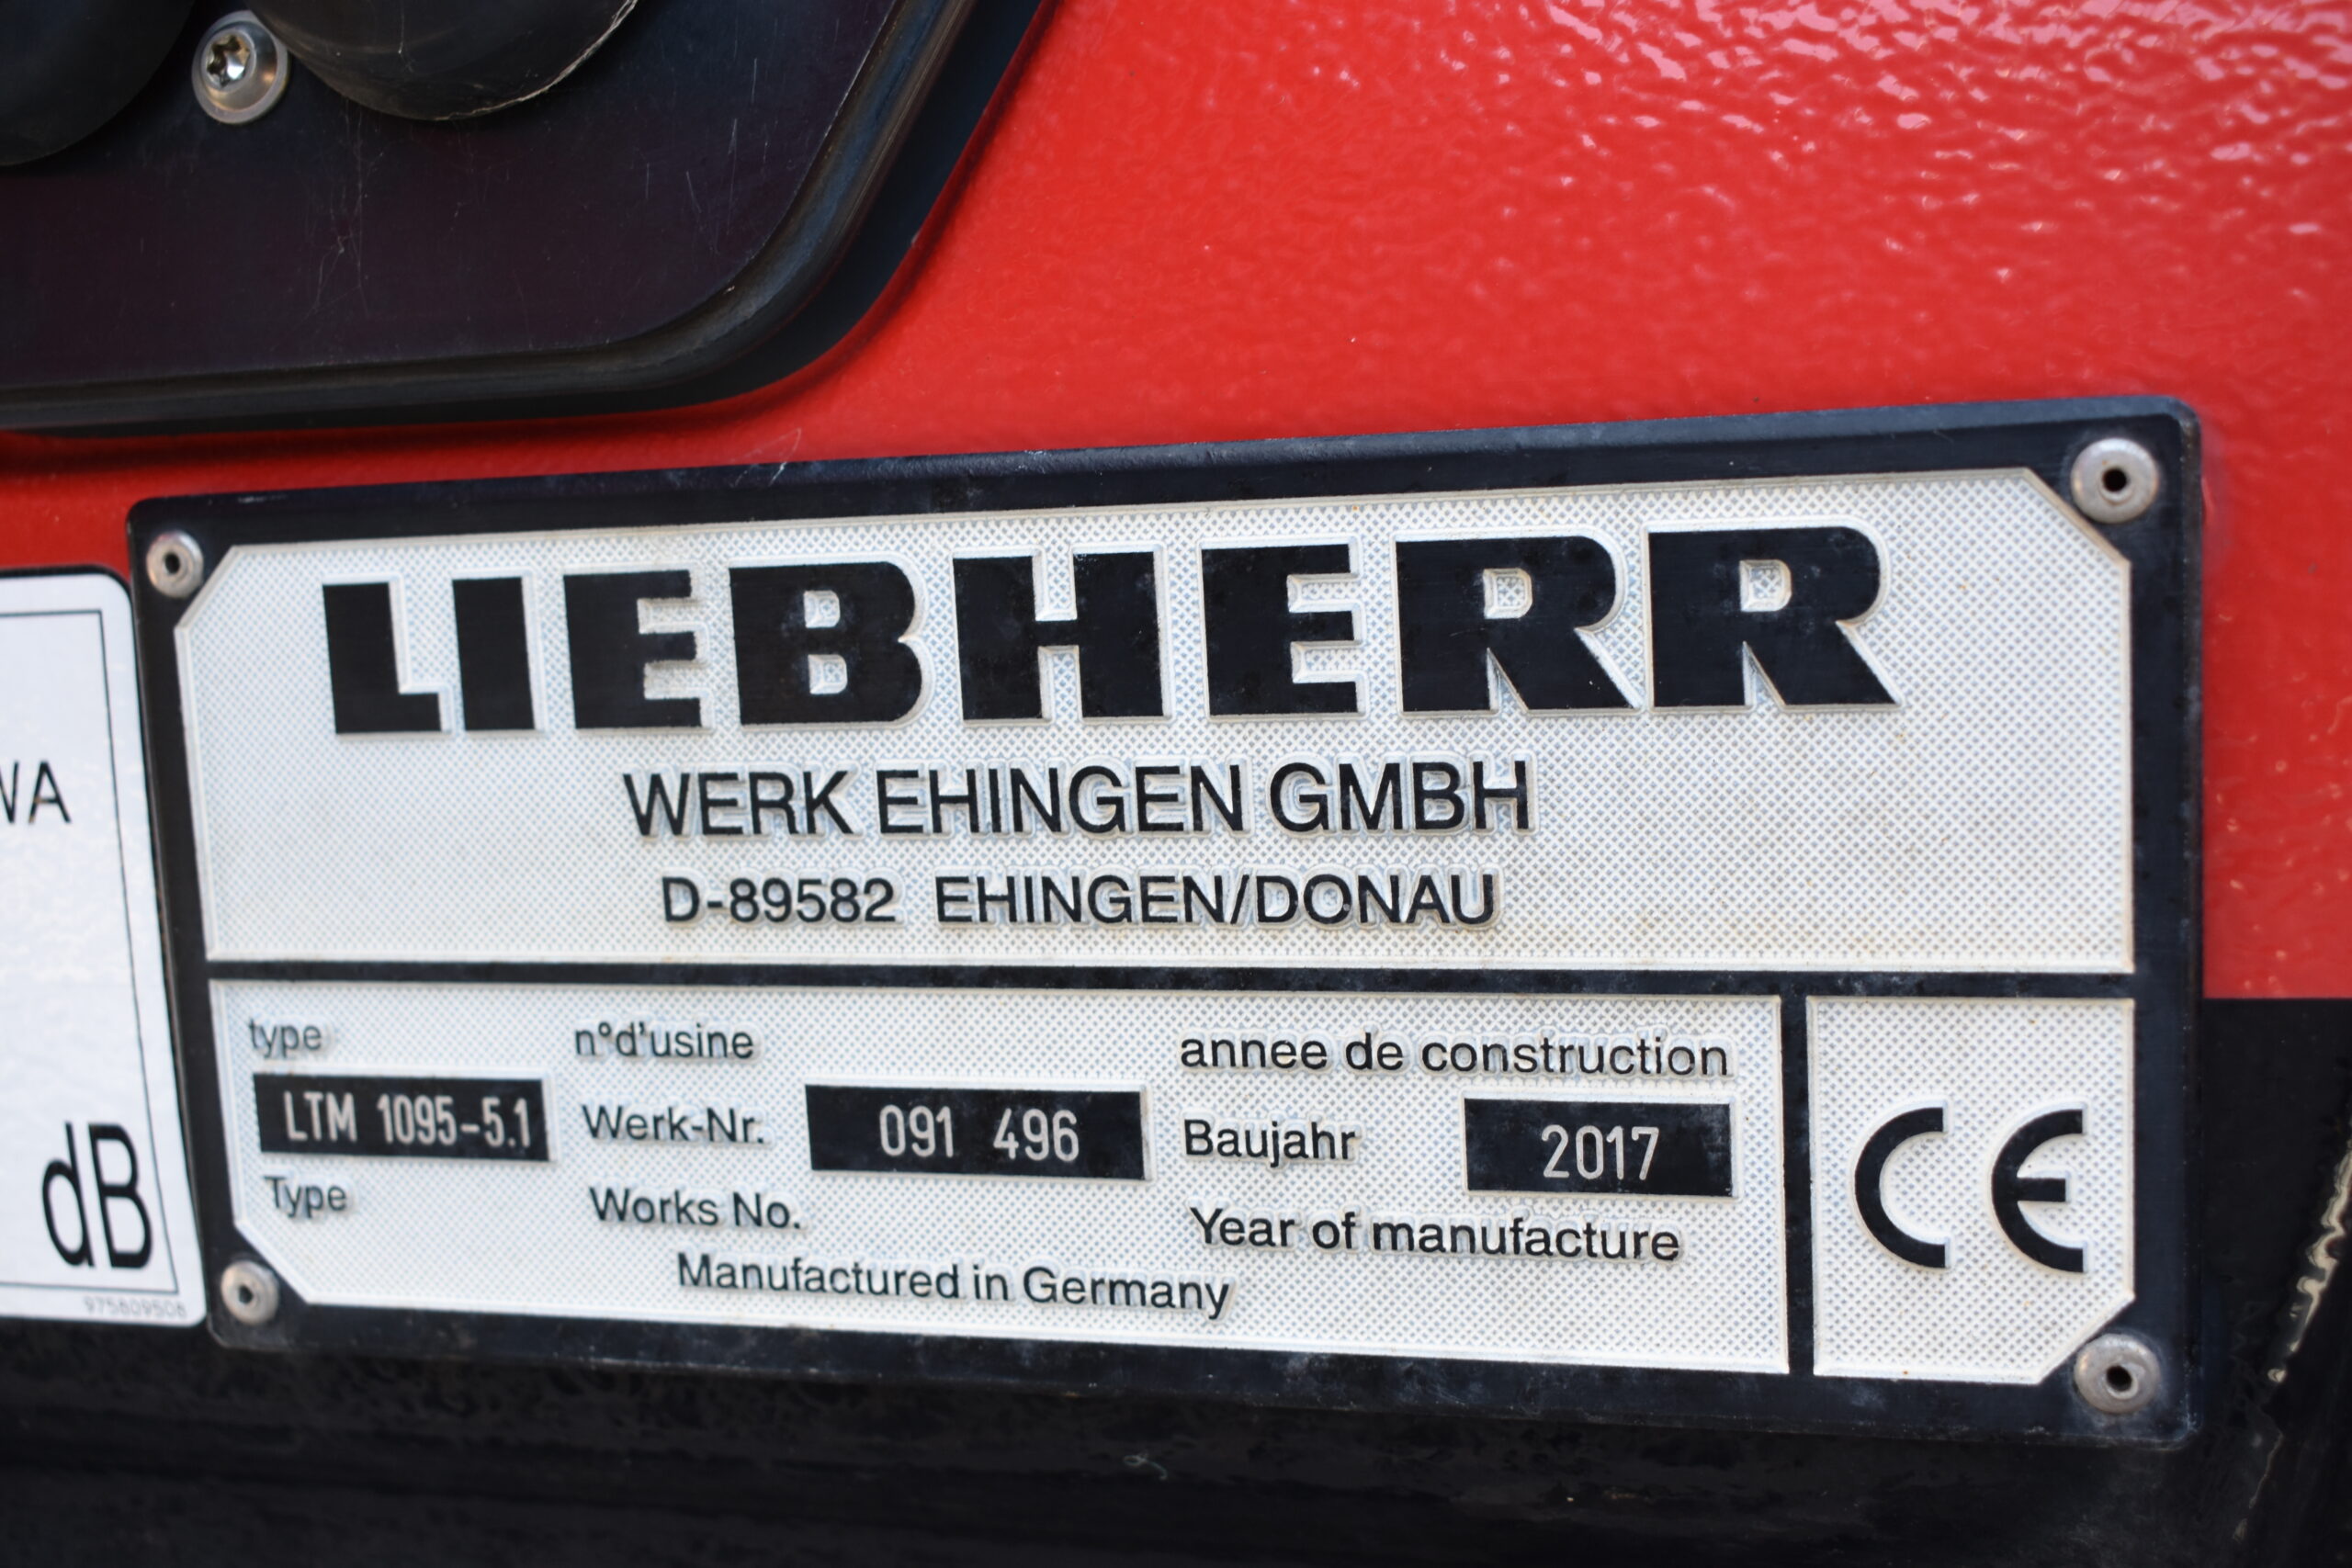 LIEBHERR
WERK EHINGEN GMBH
D-89582 EHINGEN/DONAU
type n°d'usine annee de construction
LTM 1095-5.1 Werk-Nr. 091 496 Baujahr 2017
Type Works No. Year of manufacture
Manufactured in Germany
CE
WA
dB
975809508